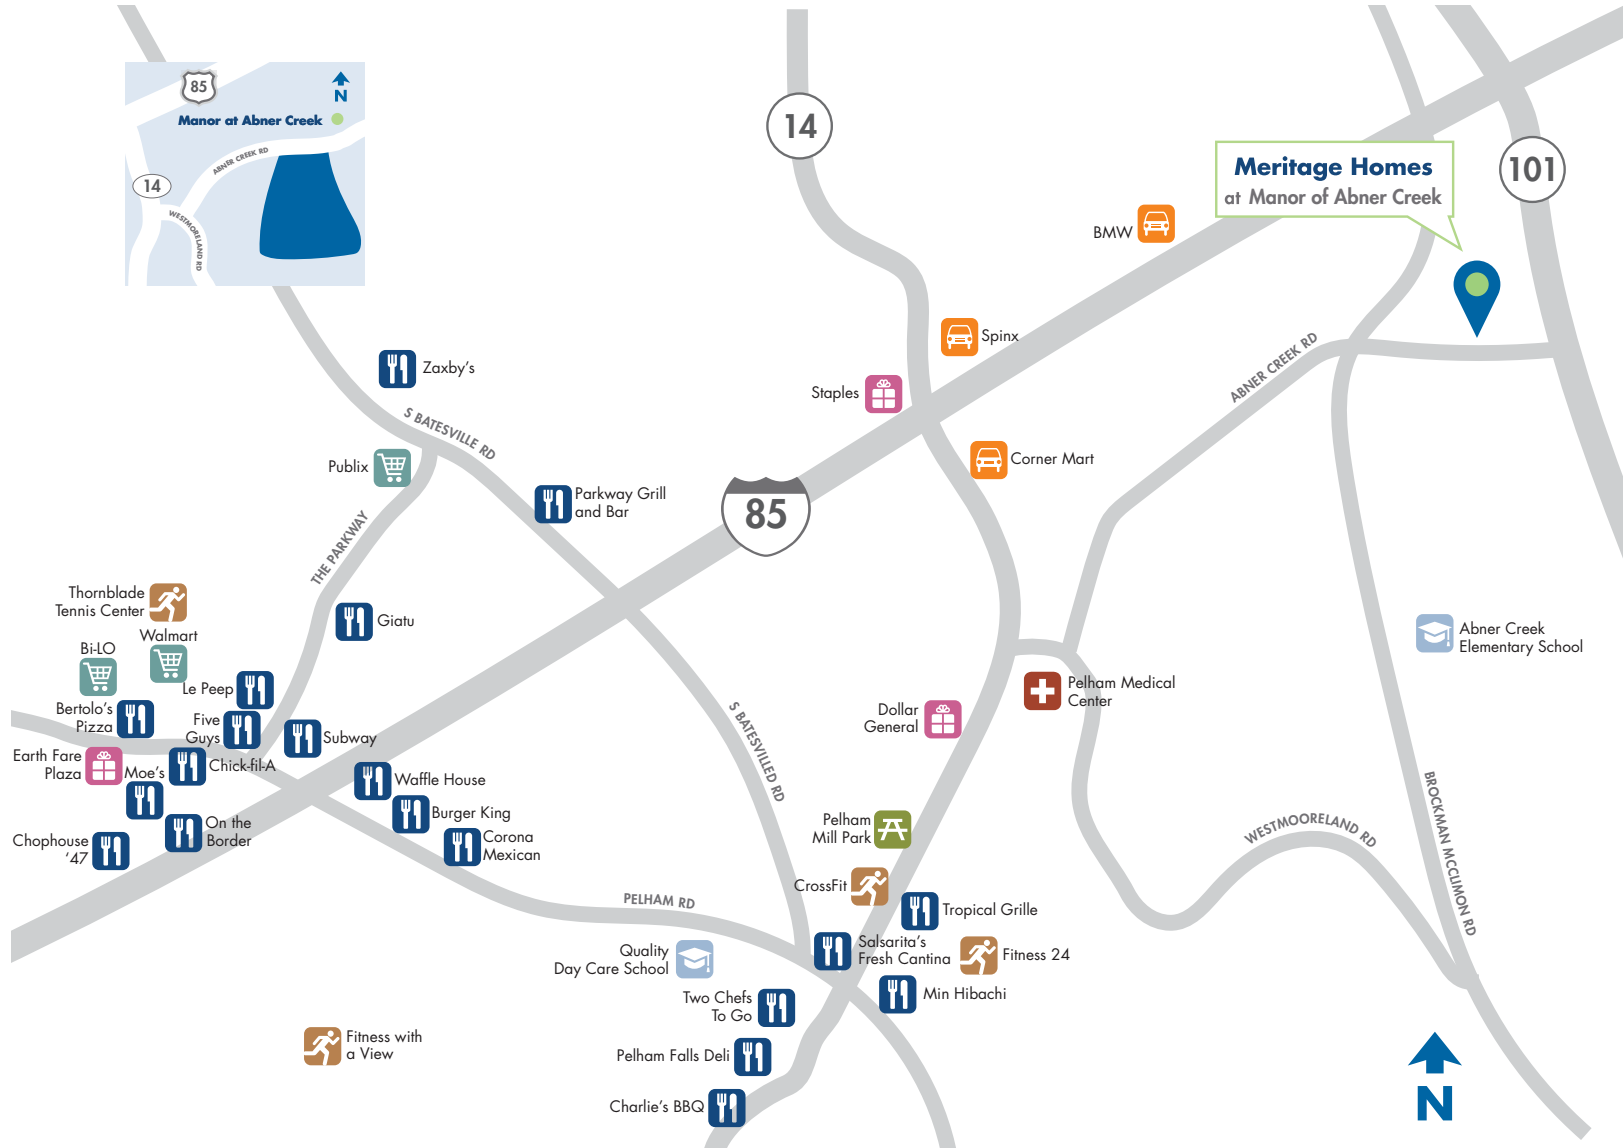 85
N
Manor at Abner Creek
ABNER CREEK RD
14
WESTMORELAND RD
14
Meritage Homes
at Manor of Abner Creek
101
BMW
Spinx
Staples
ABNER CREEK RD
Zaxby's
S BATESVILLE RD
Corner Mart
Publix
Parkway Grill
and Bar
85
THE PARKWAY
Thornblade
Tennis Center
Giatu
Walmart
Bi-LO
Abner Creek
Elementary School
Le Peep
Pelham Medical
Center
Bertolo's
Pizza
Five
Guys
Dollar
General
Subway
S BATESVILLED RD
Earth Fare
Plaza
Moe's
Chick-fil-A
Waffle House
Burger King
On the
Border
Corona
Mexican
Chophouse
'47
Pelham
Mill Park
WESTMOORELAND RD
BROCKMAN MCCLIMON RD
CrossFit
PELHAM RD
Tropical Grille
Quality
Day Care School
Salsarita's
Fresh Cantina
Fitness 24
Two Chefs
To Go
Min Hibachi
Fitness with
a View
Pelham Falls Deli
Charlie's BBQ
N